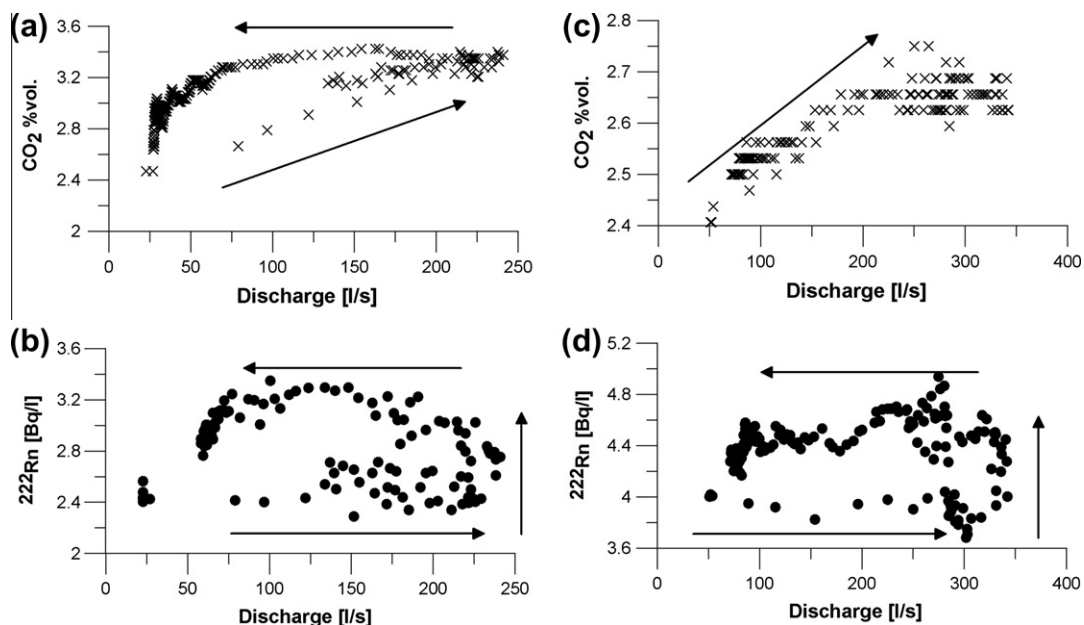 (a)
3.6
3.2
2.8
2.4
2
CO2 %vol.
0 50 100 150 200 250
Discharge [l/s]
(c)
2.8
2.7
2.6
2.5
2.4
CO2 %vol.
0 100 200 300 400
Discharge [l/s]
(b)
3.6
3.2
2.8
2.4
2
222Rn [Bq/l]
0 50 100 150 200 250
Discharge [l/s]
(d)
5.2
4.8
4.4
4
3.6
222Rn [Bq/l]
0 100 200 300 400
Discharge [l/s]